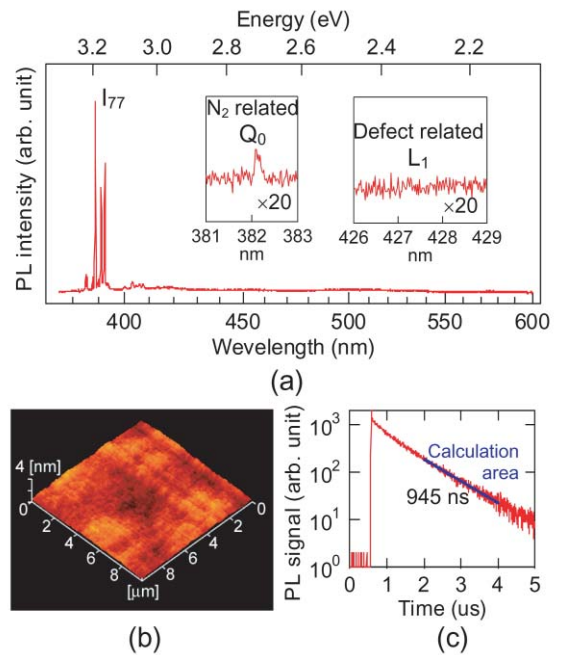 Energy (eV)
3.2 3.0 2.8 2.6 2.4 2.2
PL intensity (arb. unit)
I77
N2 related
Q0
×20
381 382 383
nm
Defect related
L1
×20
426 427 428 429
nm
400 450 500 550 600
Wavelength (nm)
(a)
4 [nm]
0
2
4
6
8
[μm]
8
6
4
2
0
(b)
PL signal (arb. unit)
10^3
10^2
10^1
10^0
Calculation
area
945 ns
0 1 2 3 4 5
Time (us)
(c)